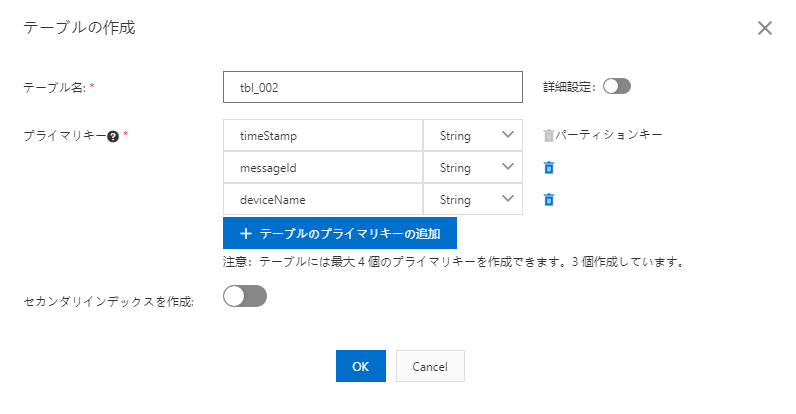 テーブルの作成
テーブル名: * tbl_002 詳細設定:
プライマリキー * timeStamp String パーティションキー
messageId String
deviceName String
+ テーブルのプライマリキーの追加
注意: テーブルには最大 4 個のプライマリキーを作成できます。3 個作成しています。
セカンダリインデックスを作成:
OK Cancel